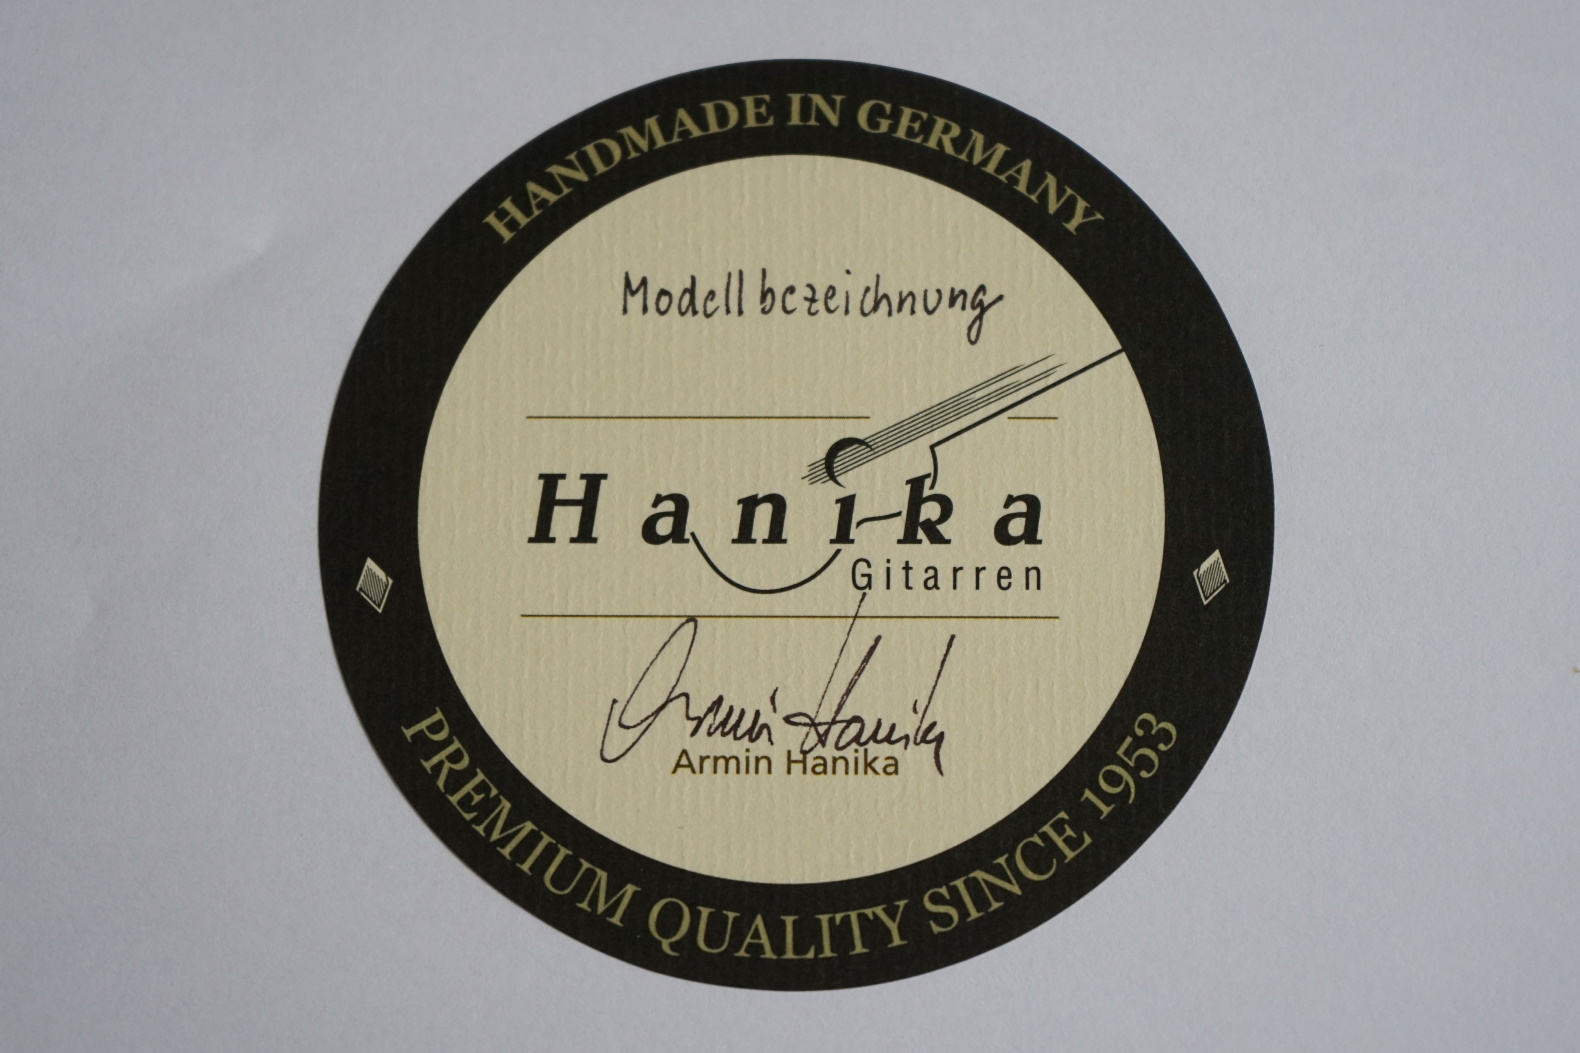 HANDMADE IN GERMANY
Modellbezeichnung
Hanika
Gitarren
Armin Hanika
Armin Hanika
PREMIUM QUALITY SINCE 1953